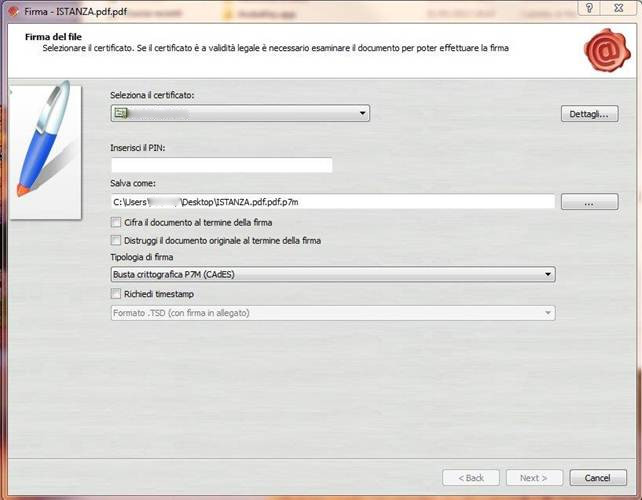 Firma - ISTANZA.pdf.pdf
Firma del file
Selezionare il certificato. Se il certificato è a validità legale è necessario esaminare il documento per poter effettuare la firma
Seleziona il certificato:
Dettagli...
Inserisci il PIN:
Salva come:
C:\Users\ \Desktop\ISTANZA.pdf.pdf.p7m
...
Cifra il documento al termine della firma
Distruggi il documento originale al termine della firma
Tipologia di firma
Busta crittografica P7M (CAdES)
Richiedi timestamp
Formato .TSD (con firma in allegato)
< Back
Next >
Cancel